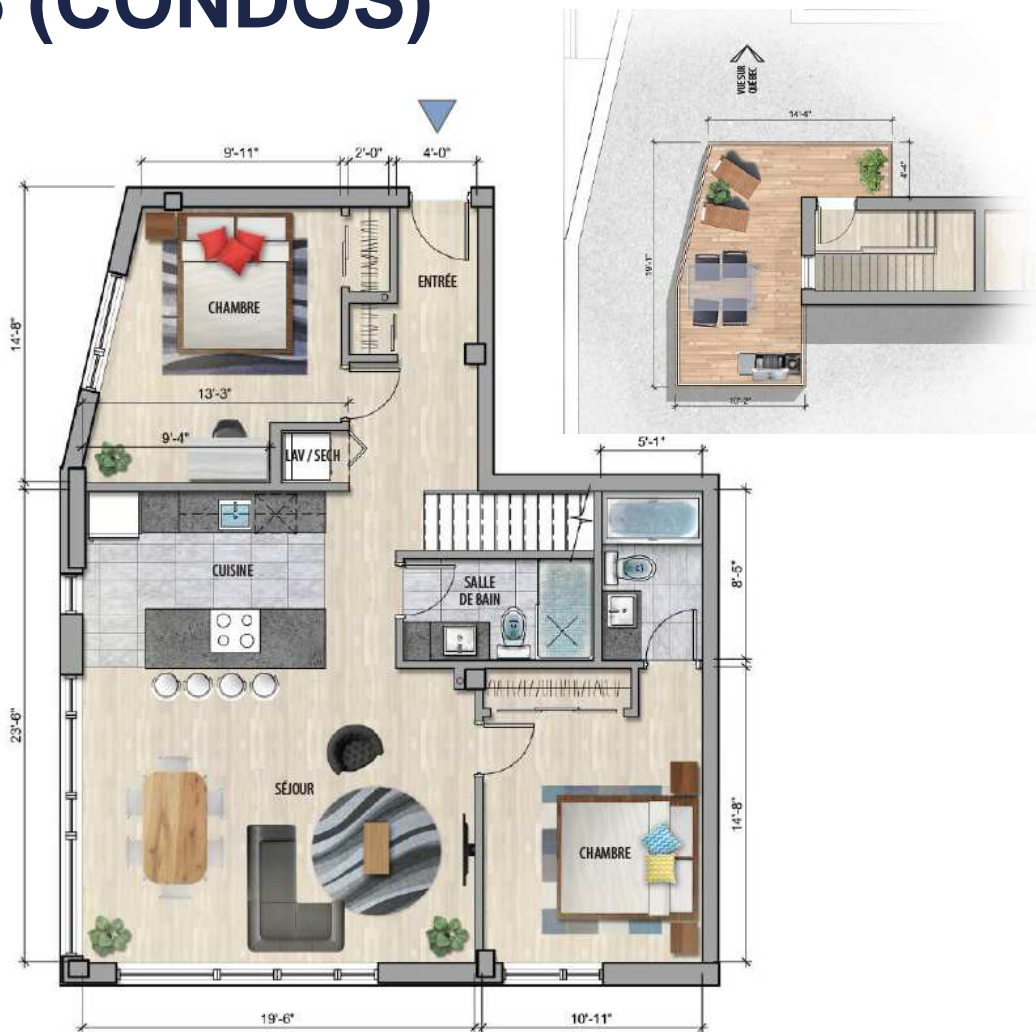 (CONDOS)
VUE SUR
QUÉBEC
14'-4"
4'-4"
19'-1"
10'-2"
9'-11"
2'-0"
4'-0"
14'-8"
CHAMBRE
ENTRÉE
13'-3"
9'-4"
LAV / SECH
5'-1"
CUISINE
SALLE
DE BAIN
8'-5"
23'-6"
SÉJOUR
CHAMBRE
14'-8"
19'-6"
10'-11"